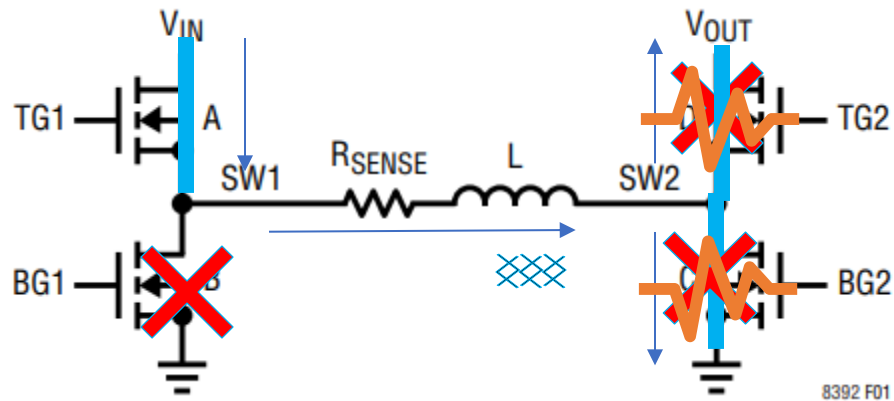 VIN VOUT
TG1 A D TG2
SW1 RSENSE L SW2
BG1 B C BG2
8392 F01